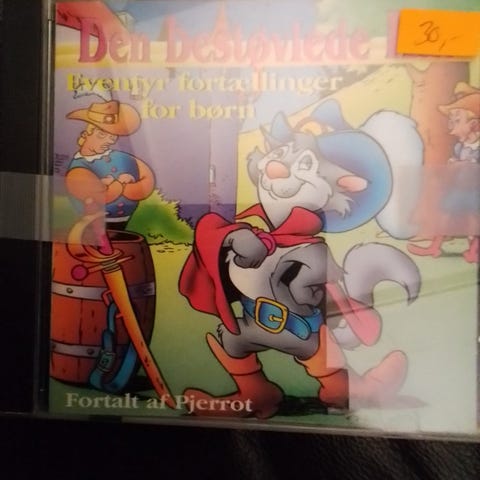 Den bestøvlede
30,-
Eventyr fortællinger
for børn
Fortalt af Pjerrot